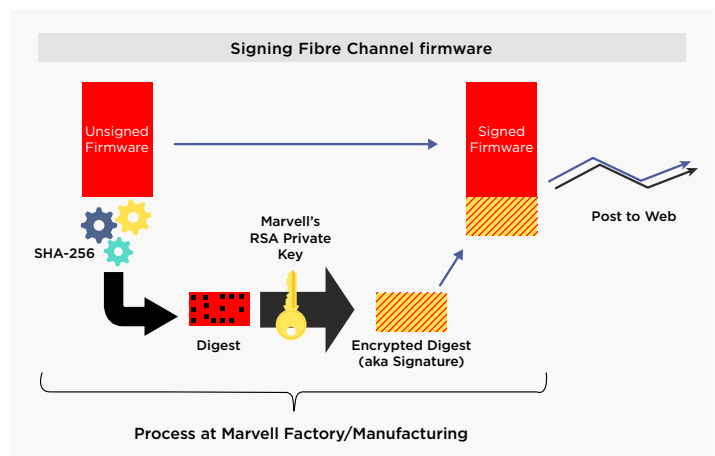 Signing Fibre Channel firmware
Unsigned
Firmware
Signed
Firmware
Post to Web
SHA-256
Marvell's
RSA Private
Key
Digest
Encrypted Digest
(aka Signature)
Process at Marvell Factory/Manufacturing